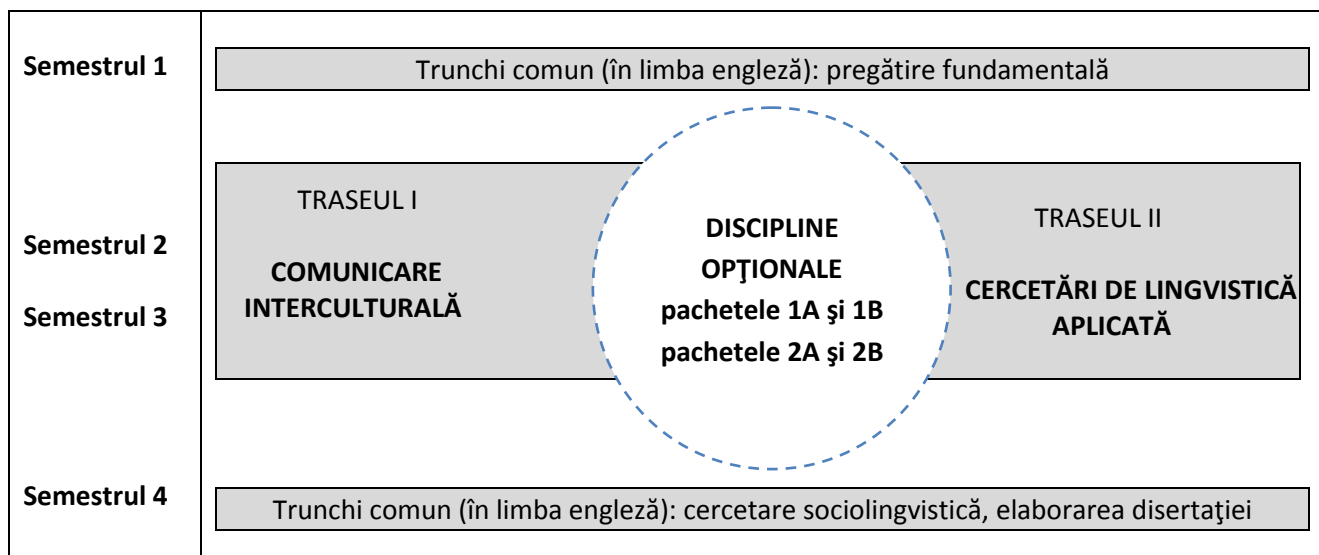 Semestrul 1
Trunchi comun (în limba engleză): pregătire fundamentală
Semestrul 2
Semestrul 3
TRASEUL I
COMUNICARE
INTERCULTURALĂ
DISCIPLINE
OPŢIONALE
pachetele 1A şi 1B
pachetele 2A şi 2B
TRASEUL II
CERCETĂRI DE LINGVISTICĂ
APLICATĂ
Semestrul 4
Trunchi comun (în limba engleză): cercetare sociolingvistică, elaborarea disertaţiei